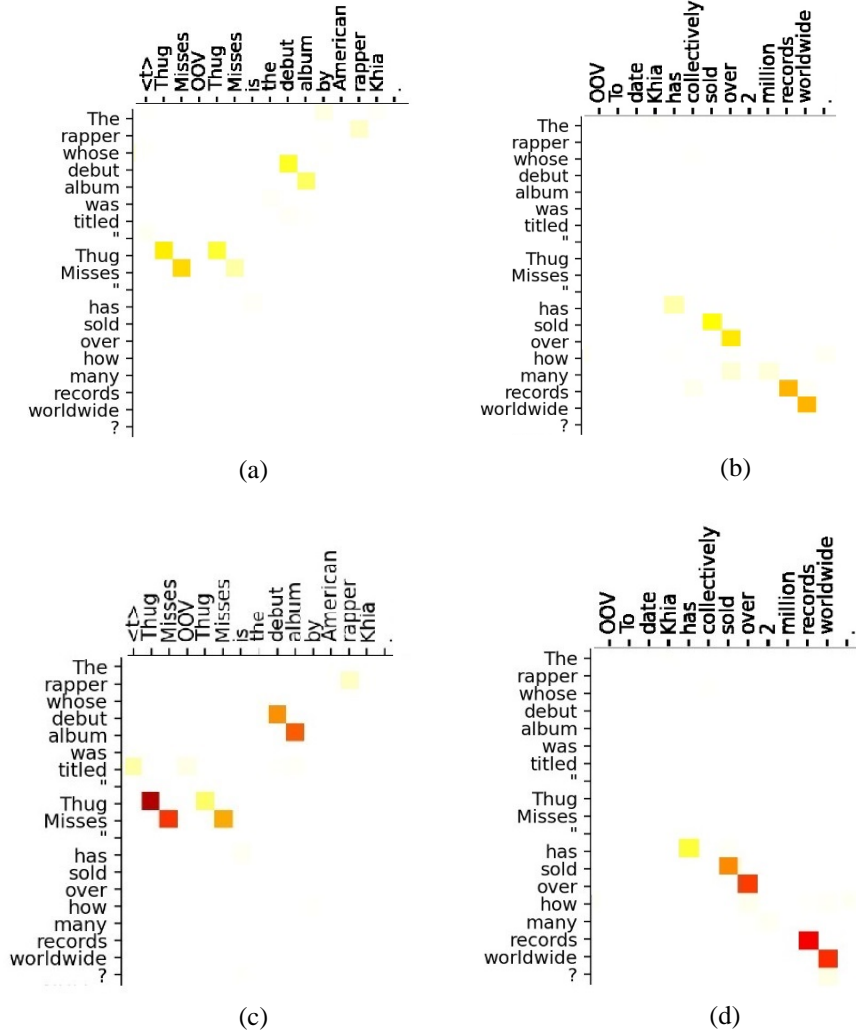 <t> Thug Misses OOV Thug Misses is the debut album by American rapper Khia .
The
rapper
whose
debut
album
was
titled
"
Thug
Misses
"
has
sold
over
how
many
records
worldwide
?
(a)
OOV To date Khia has collectively sold over 2 million records worldwide .
The
rapper
whose
debut
album
was
titled
"
Thug
Misses
"
has
sold
over
how
many
records
worldwide
?
(b)
<t> Thug Misses OOV Thug Misses is the debut album by American rapper Khia .
The
rapper
whose
debut
album
was
titled
"
Thug
Misses
"
has
sold
over
how
many
records
worldwide
?
(c)
OOV To date Khia has collectively sold over 2 million records worldwide .
The
rapper
whose
debut
album
was
titled
"
Thug
Misses
"
has
sold
over
how
many
records
worldwide
?
(d)